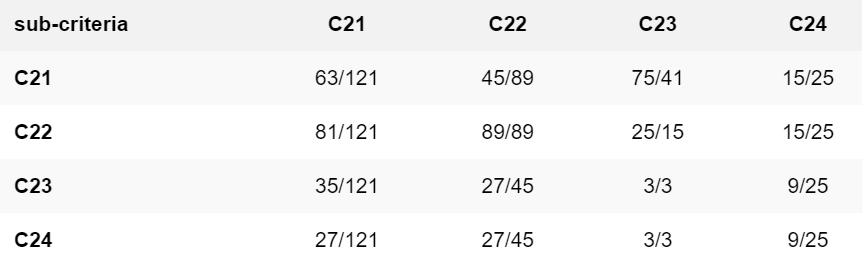 sub-criteria C21 C22 C23 C24
C21 63/121 45/89 75/41 15/25
C22 81/121 89/89 25/15 15/25
C23 35/121 27/45 3/3 9/25
C24 27/121 27/45 3/3 9/25